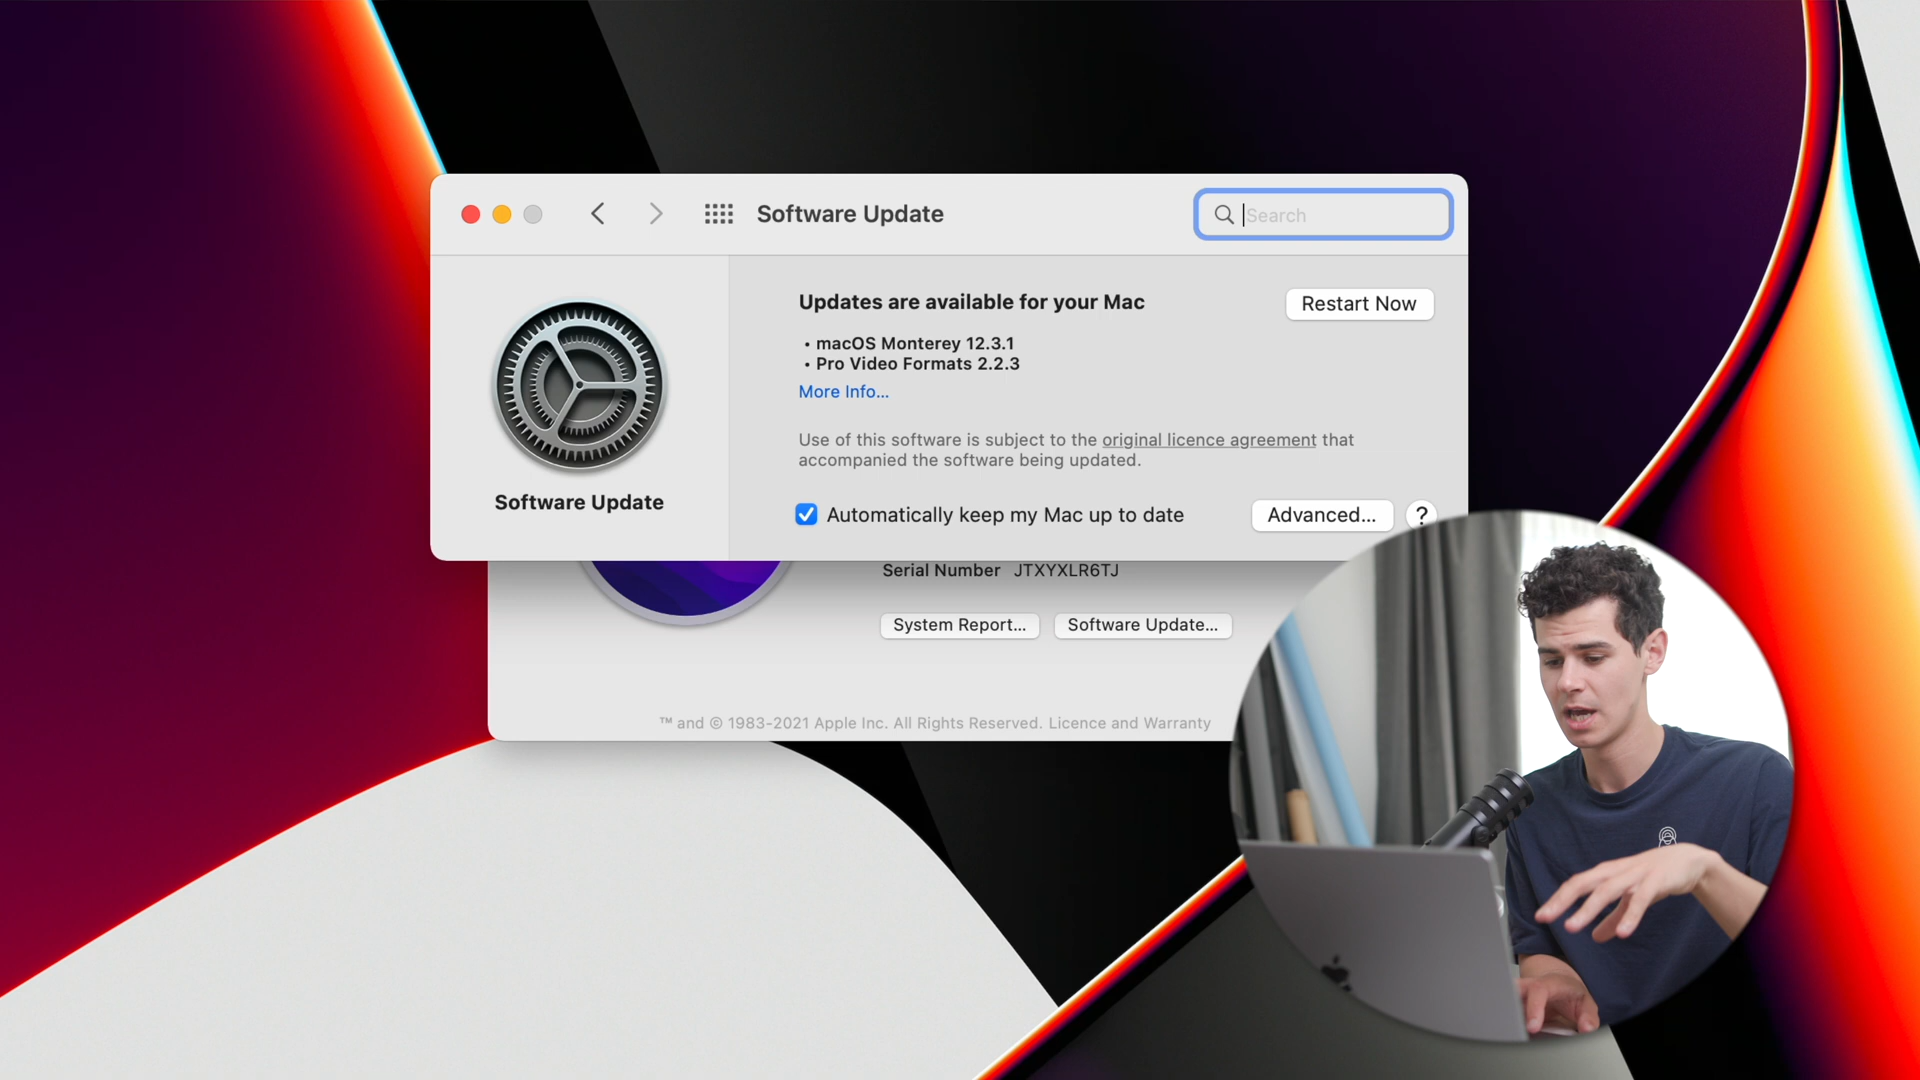 Software Update
Search
Updates are available for your Mac
Restart Now
• macOS Monterey 12.3.1
• Pro Video Formats 2.2.3
More Info...
Use of this software is subject to the original licence agreement that
accompanied the software being updated.
Software Update
Automatically keep my Mac up to date
Advanced...
?
Serial Number JTXYXLR6TJ
System Report...
Software Update...
™ and © 1983-2021 Apple Inc. All Rights Reserved. Licence and Warranty